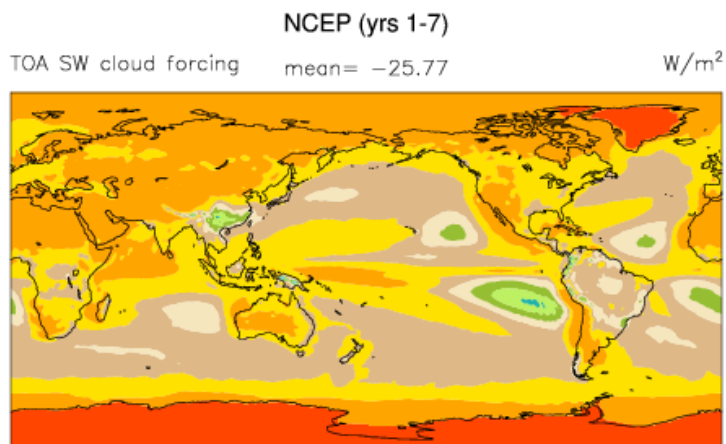 NCEP (yrs 1-7)
TOA SW cloud forcing mean= -25.77 W/m²